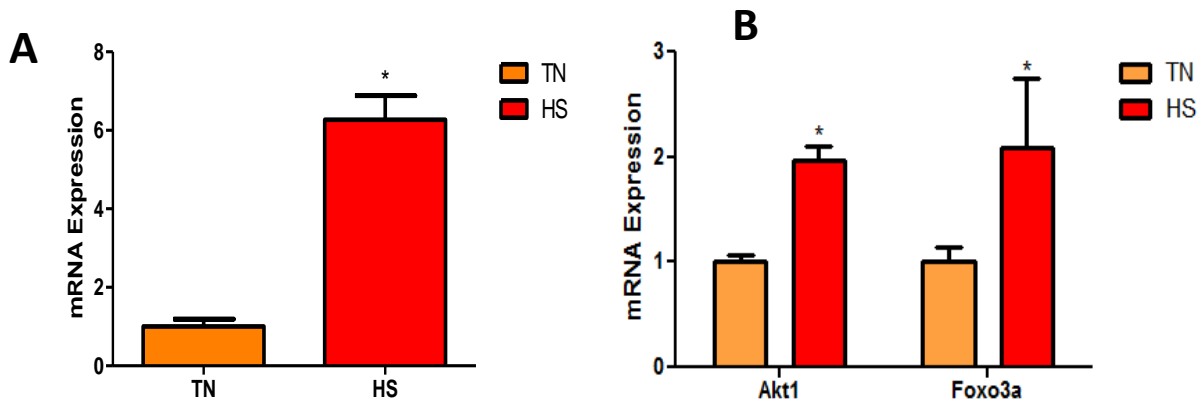 A
mRNA Expression
8
6
4
2
0
*
TN
HS
TN
HS
B
mRNA Expression
3
2
1
0
*
*
Akt1
Foxo3a
TN
HS